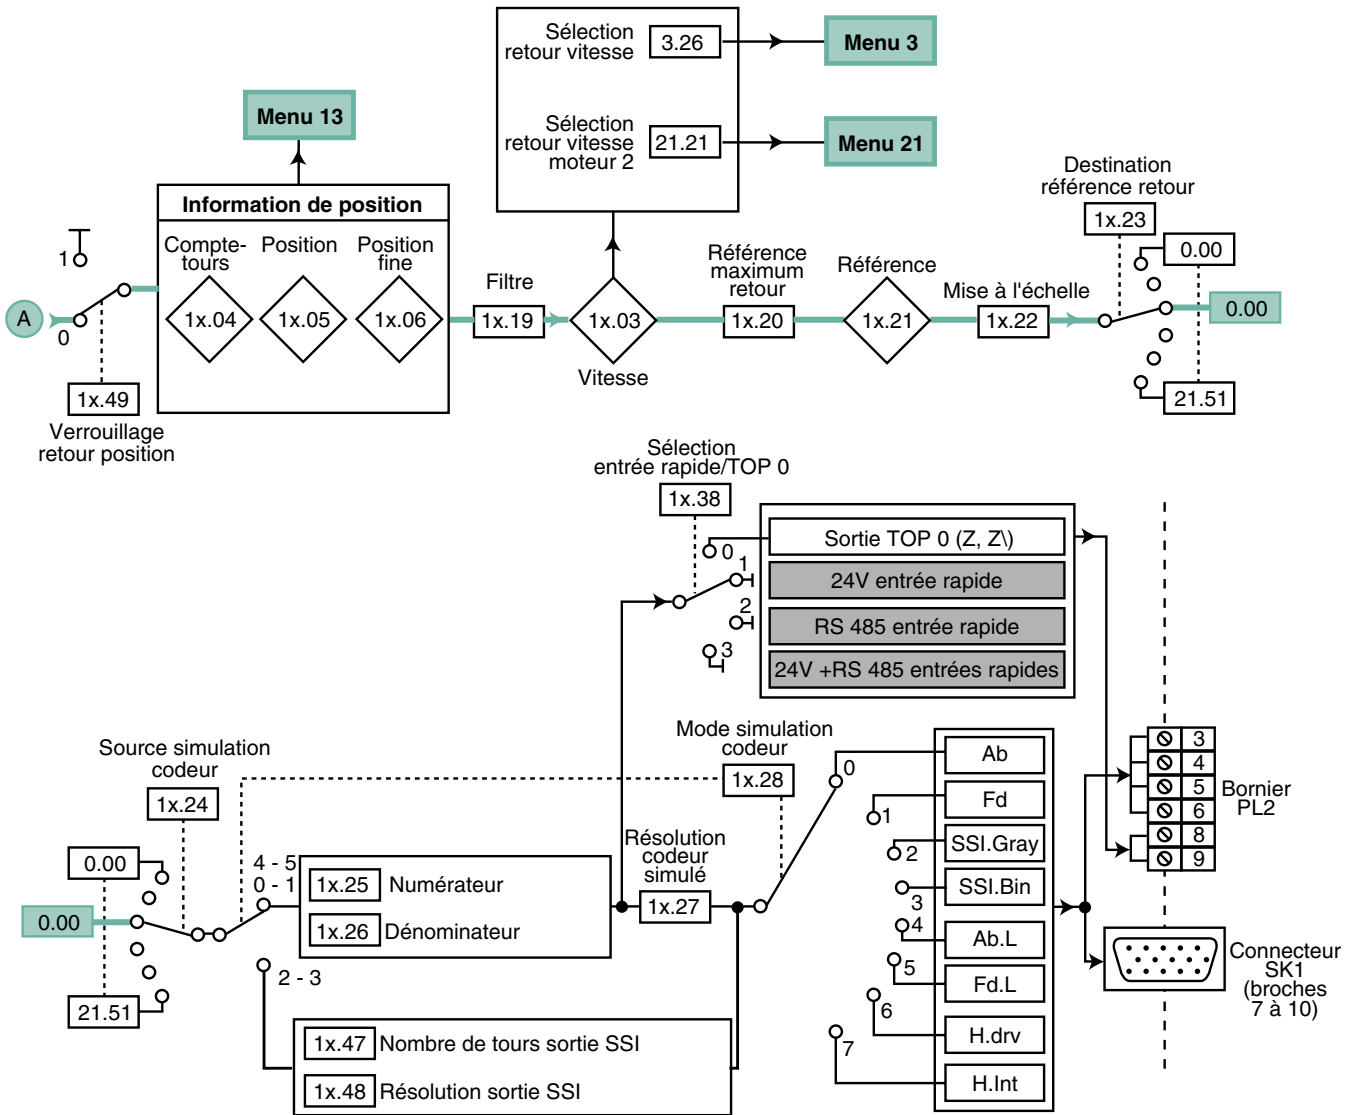 Sélection
retour vitesse
3.26
Menu 3
Sélection
retour vitesse
moteur 2
21.21
Menu 21
Menu 13
Information de position
Compte-
tours
Position
Position
fine
1x.04
1x.05
1x.06
1
0
A
1x.49
Verrouillage
retour position
Filtre
1x.19
1x.03
Vitesse
Référence
maximum
retour
1x.20
Référence
1x.21
Mise à l'échelle
1x.22
Destination
référence retour
1x.23
0.00
0.00
21.51
Sélection
entrée rapide/TOP 0
1x.38
0
1
2
3
Sortie TOP 0 (Z, Z\)
24V entrée rapide
RS 485 entrée rapide
24V +RS 485 entrées rapides
Source simulation
codeur
1x.24
0.00
0.00
21.51
4 - 5
0 - 1
2 - 3
1x.25 Numérateur
1x.26 Dénominateur
1x.47 Nombre de tours sortie SSI
1x.48 Résolution sortie SSI
Résolution
codeur
simulé
1x.27
Mode simulation
codeur
1x.28
0
1
2
3
4
5
6
7
Ab
Fd
SSI.Gray
SSI.Bin
Ab.L
Fd.L
H.drv
H.Int
3
4
5
6
8
9
Bornier
PL2
Connecteur
SK1
(broches
7 à 10)